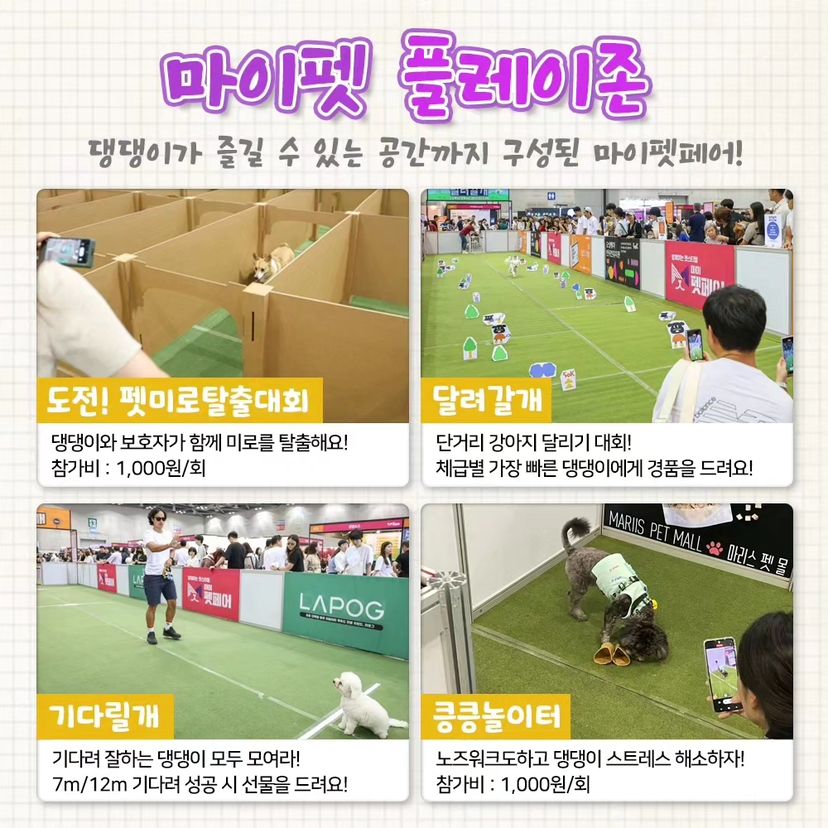 마이펫 플레이존
댕댕이가 즐길 수 있는 공간까지 구성된 마이펫페어!
도전! 펫미로탈출대회
댕댕이와 보호자가 함께 미로를 탈출해요!
참가비 : 1,000원/회
마이
펫페어
달려갈개
단거리 강아지 달리기 대회!
체급별 가장 빠른 댕댕이에게 경품을 드려요!
마이
펫페어
LAPOG
기다릴개
기다려 잘하는 댕댕이 모두 모여라!
7m/12m 기다려 성공 시 선물을 드려요!
MARIIS PET MALL 마리스 펫 몰
킁킁놀이터
노즈워크도하고 댕댕이 스트레스 해소하자!
참가비 : 1,000원/회